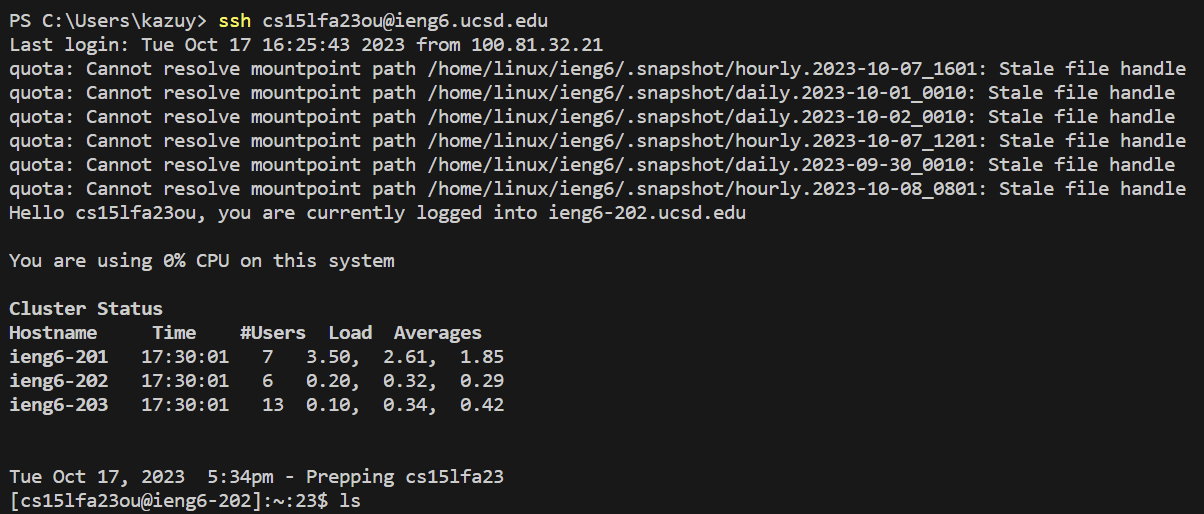 PS C:\Users\kazuy> ssh cs15lfa23ou@ieng6.ucsd.edu
Last login: Tue Oct 17 16:25:43 2023 from 100.81.32.21
quota: Cannot resolve mountpoint path /home/linux/ieng6/.snapshot/hourly.2023-10-07_1601: Stale file handle
quota: Cannot resolve mountpoint path /home/linux/ieng6/.snapshot/daily.2023-10-01_0010: Stale file handle
quota: Cannot resolve mountpoint path /home/linux/ieng6/.snapshot/daily.2023-10-02_0010: Stale file handle
quota: Cannot resolve mountpoint path /home/linux/ieng6/.snapshot/hourly.2023-10-07_1201: Stale file handle
quota: Cannot resolve mountpoint path /home/linux/ieng6/.snapshot/daily.2023-09-30_0010: Stale file handle
quota: Cannot resolve mountpoint path /home/linux/ieng6/.snapshot/hourly.2023-10-08_0801: Stale file handle
Hello cs15lfa23ou, you are currently logged into ieng6-202.ucsd.edu
You are using 0% CPU on this system
Cluster Status
Hostname     Time    #Users  Load  Averages
ieng6-201   17:30:01   7   3.50,  2.61,  1.85
ieng6-202   17:30:01   6   0.20,  0.32,  0.29
ieng6-203   17:30:01   13  0.10,  0.34,  0.42
Tue Oct 17, 2023  5:34pm - Prepping cs15lfa23
[cs15lfa23ou@ieng6-202]:~:23$ ls